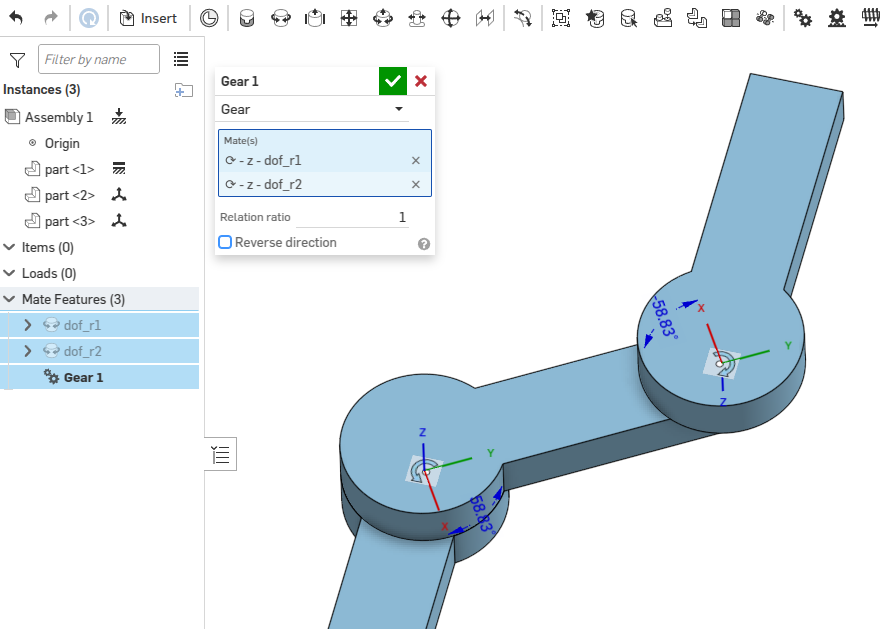 Insert
Filter by name
Instances (3)
Assembly 1
Origin
part <1>
part <2>
part <3>
Items (0)
Loads (0)
Mate Features (3)
dof_r1
dof_r2
Gear 1
Gear 1
Gear
Mate(s)
- z - dof_r1
- z - dof_r2
Relation ratio 1
Reverse direction
-58.83°
X
Y
Z
Z
Y
X
-58.83°